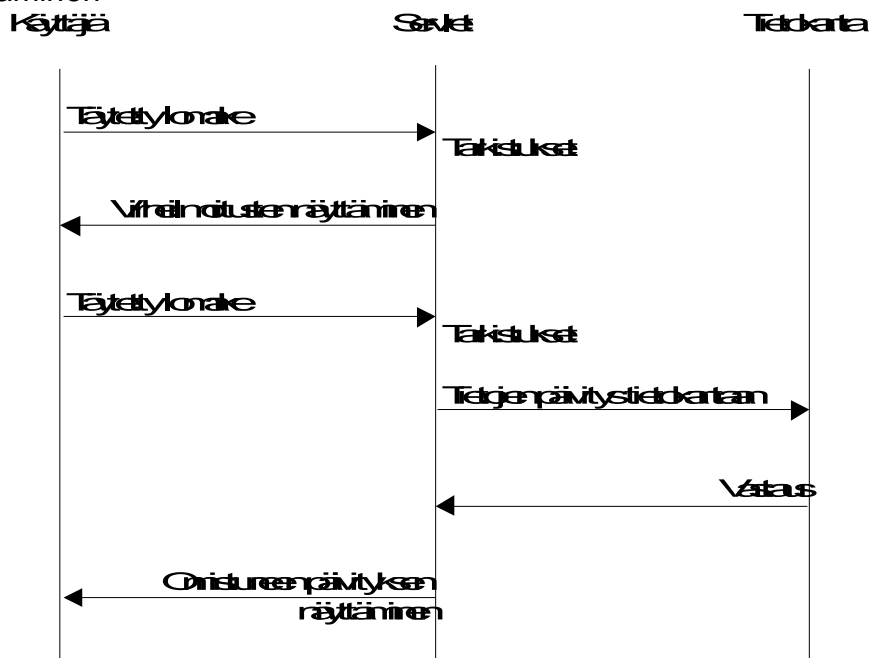 Käyttäjä
Servlet
Tietokanta
Täytetty lomake
Tarkistukset
Virheilmoitusten näyttäminen
Täytetty lomake
Tarkistukset
Tietojen päivitys tietokantaan
Vastaus
Onnistuneen päivityksen
näyttäminen